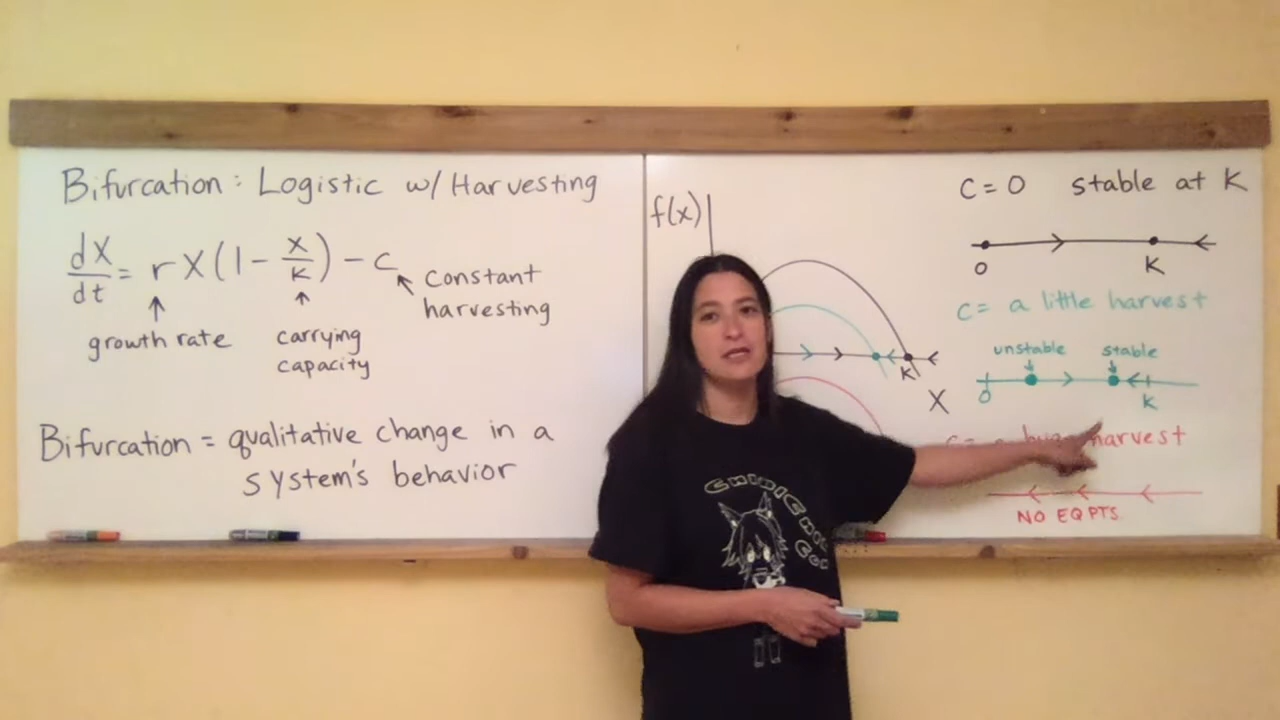 Bifurcation: Logistic w/ Harvesting
dX/dt = rX(1 - X/K) - c
growth rate
carrying
capacity
constant
harvesting
Bifurcation = qualitative change in a
system's behavior
f(x)
K
X
C = 0 stable at K
0 K
C = a little harvest
unstable stable
0 K
harvest
NO EQ PTS